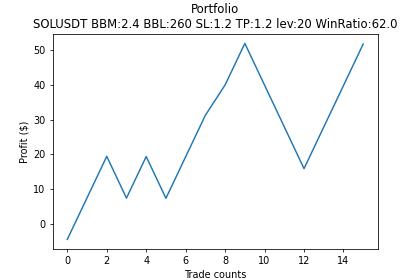 Portfolio
SOLUSDT BBM:2.4 BBL:260 SL:1.2 TP:1.2 lev:20 WinRatio:62.0
50
40
30
20
10
0
Profit ($)
0 2 4 6 8 10 12 14
Trade counts